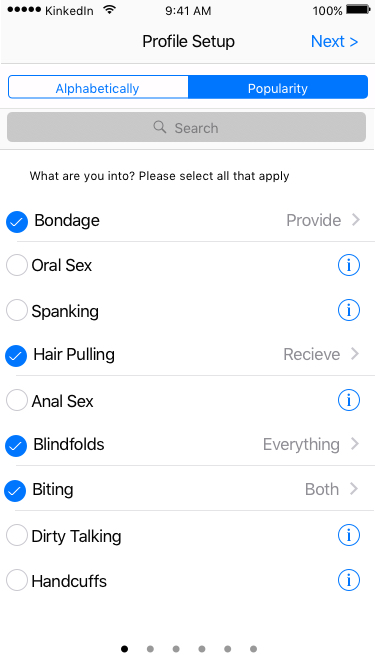 KinkedIn 9:41 AM 100%
Profile Setup Next >
Alphabetically Popularity
Search
What are you into? Please select all that apply
Bondage Provide
Oral Sex i
Spanking i
Hair Pulling Recieve
Anal Sex i
Blindfolds Everything
Biting Both
Dirty Talking i
Handcuffs i